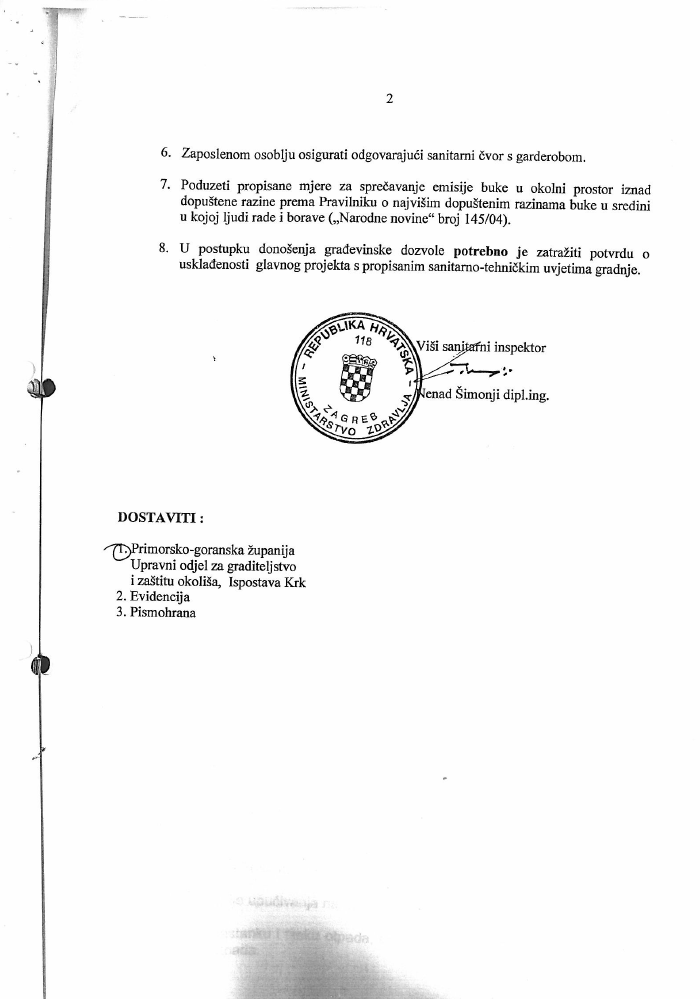 2
6. Zaposlenom osoblju osigurati odgovarajući sanitarni čvor s garderobom.
7. Poduzeti propisane mjere za sprečavanje emisije buke u okolni prostor iznad
dopuštene razine prema Pravilniku o najvišim dopuštenim razinama buke u sredini
u kojoj ljudi rade i borave („Narodne novine“ broj 145/04).
8. U postupku donošenja građevinske dozvole potrebno je zatražiti potvrdu o
usklađenosti glavnog projekta s propisanim sanitarno-tehničkim uvjetima gradnje.
REPUBLIKA HRVATSKA
118
ZAGREB
MINISTARSTVO ZDRAVLJA
Viši sanitarni inspektor
Nenad Šimonji dipl.ing.
DOSTAVITI :
1. Primorsko-goranska županija
Upravni odjel za graditeljstvo
i zaštitu okoliša, Ispostava Krk
2. Evidencija
3. Pismohrana